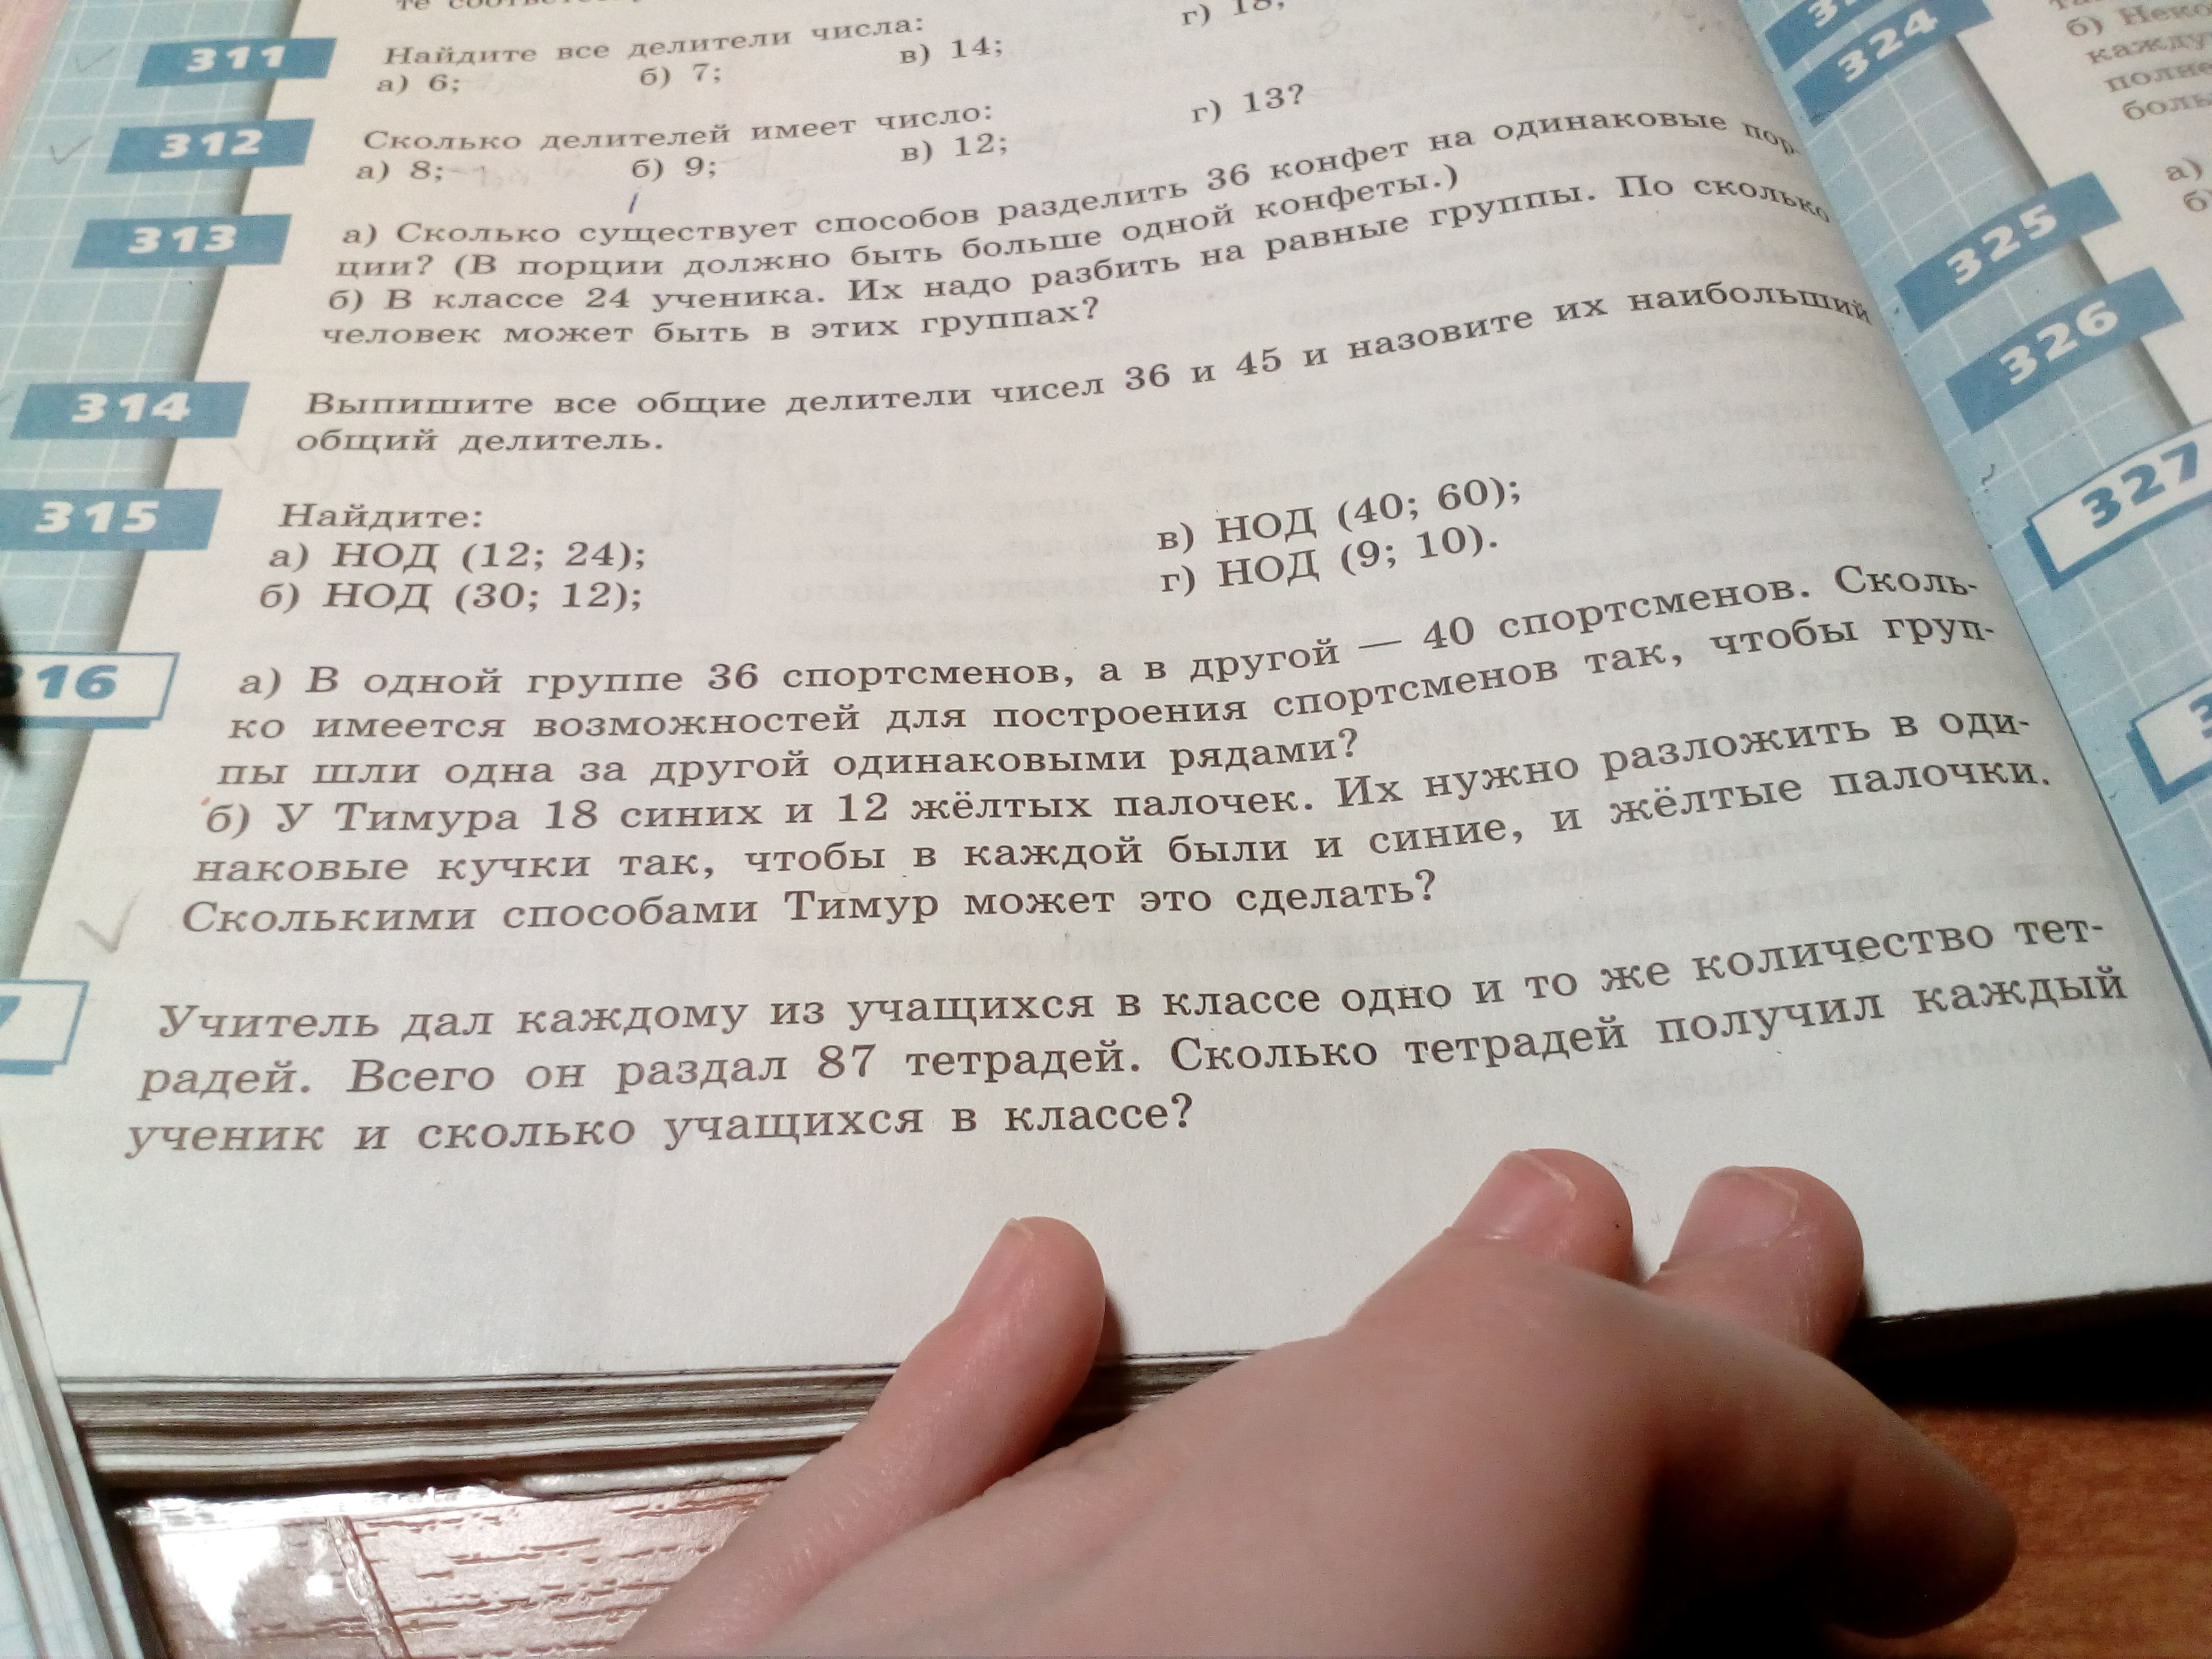 311 Найдите все делители числа:
а) 6; б) 7; в) 14; г) 18;
312 Сколько делителей имеет число:
а) 8; б) 9; в) 12; г) 13?
313 а) Сколько существует способов разделить 36 конфет на одинаковые пор-
ции? (В порции должно быть больше одной конфеты.)
б) В классе 24 ученика. Их надо разбить на равные группы. По сколько
человек может быть в этих группах?
314 Выпишите все общие делители чисел 36 и 45 и назовите их наибольший
общий делитель.
315 Найдите:
а) НОД (12; 24); в) НОД (40; 60);
б) НОД (30; 12); г) НОД (9; 10).
316 а) В одной группе 36 спортсменов, а в другой — 40 спортсменов. Сколь-
ко имеется возможностей для построения спортсменов так, чтобы груп-
пы шли одна за другой одинаковыми рядами?
б) У Тимура 18 синих и 12 жёлтых палочек. Их нужно разложить в оди-
наковые кучки так, чтобы в каждой были и синие, и жёлтые палочки.
Сколькими способами Тимур может это сделать?
7 Учитель дал каждому из учащихся в классе одно и то же количество тет-
радей. Всего он раздал 87 тетрадей. Сколько тетрадей получил каждый
ученик и сколько учащихся в классе?
324
б)
325
а)
326
327